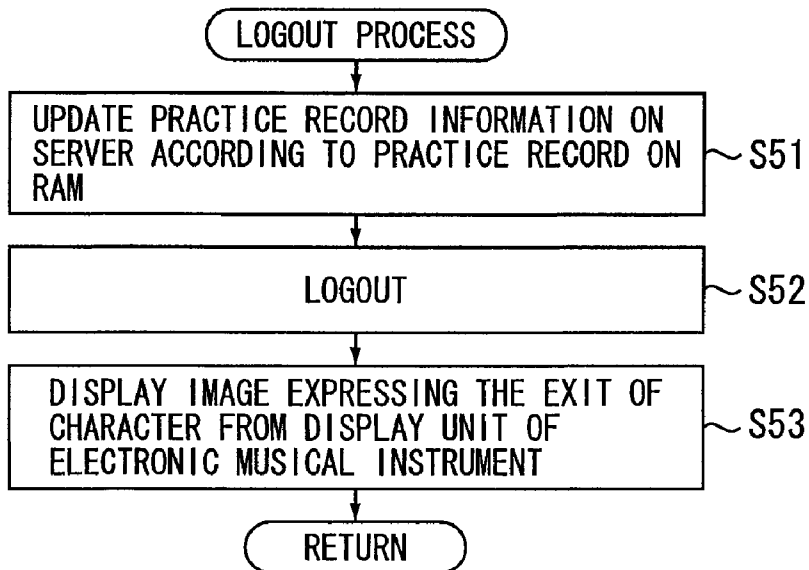 LOGOUT PROCESS
UPDATE PRACTICE RECORD INFORMATION ON
SERVER ACCORDING TO PRACTICE RECORD ON
RAM
S51
LOGOUT
S52
DISPLAY IMAGE EXPRESSING THE EXIT OF
CHARACTER FROM DISPLAY UNIT OF
ELECTRONIC MUSICAL INSTRUMENT
S53
RETURN